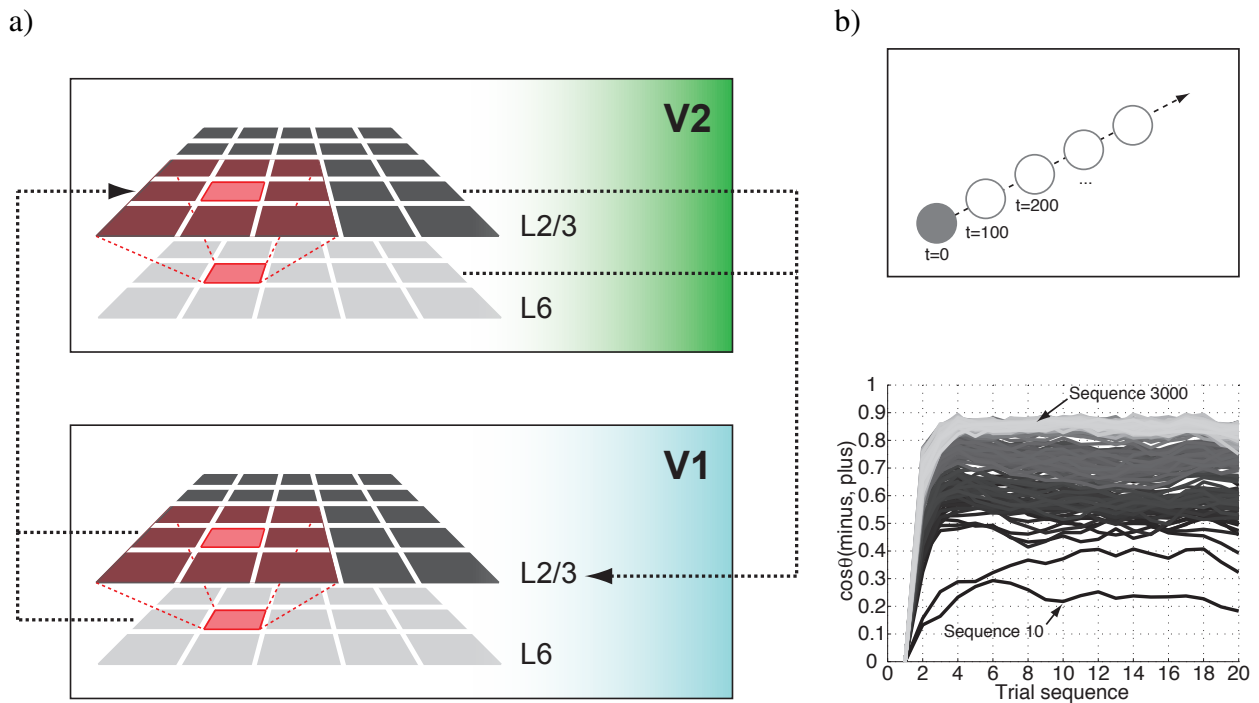 a)
V2
L2/3
L6
V1
L2/3
L6
b)
t=0
t=100
t=200
...
cosθ(minus, plus)
1
0.9
0.8
0.7
0.6
0.5
0.4
0.3
0.2
0.1
0
Sequence 3000
Sequence 10
0 2 4 6 8 10 12 14 16 18 20
Trial sequence